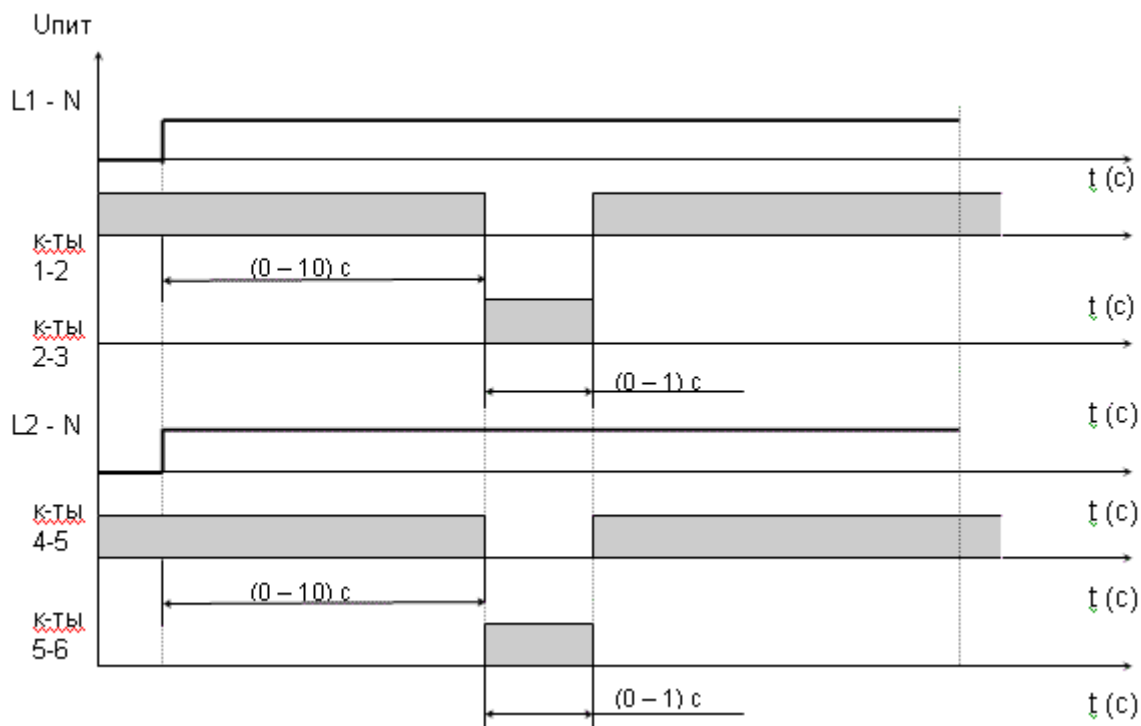 Uпит
L1 - N
t (с)
к-ты
1-2
(0 – 10) с
t (с)
к-ты
2-3
(0 – 1) с
t (с)
L2 - N
к-ты
4-5
t (с)
(0 – 10) с
t (с)
к-ты
5-6
(0 – 1) с
t (с)